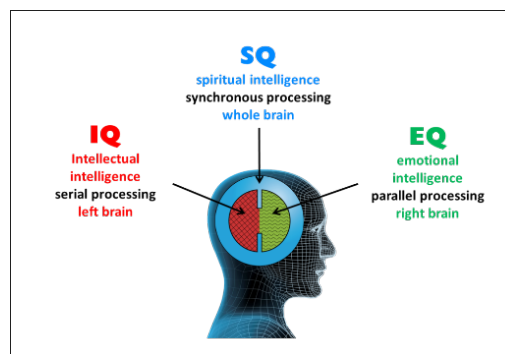 SQ
spiritual intelligence
synchronous processing
whole brain
IQ
Intellectual
intelligence
serial processing
left brain
EQ
emotional
intelligence
parallel processing
right brain